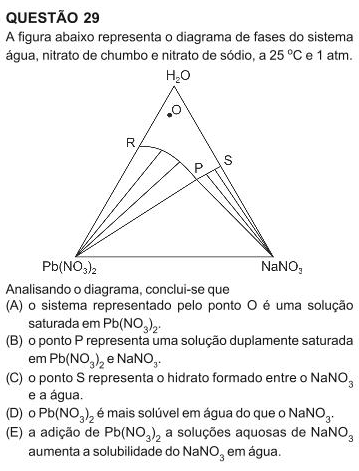 QUESTÃO 29
A figura abaixo representa o diagrama de fases do sistema
água, nitrato de chumbo e nitrato de sódio, a 25 ºC e 1 atm.
H₂O
O
R
P
S
Pb(NO₃)₂
NaNO₃
Analisando o diagrama, conclui-se que
(A) o sistema representado pelo ponto O é uma solução
saturada em Pb(NO₃)₂.
(B) o ponto P representa uma solução duplamente saturada
em Pb(NO₃)₂ e NaNO₃.
(C) o ponto S representa o hidrato formado entre o NaNO₃
e a água.
(D) o Pb(NO₃)₂ é mais solúvel em água do que o NaNO₃.
(E) a adição de Pb(NO₃)₂ a soluções aquosas de NaNO₃
aumenta a solubilidade do NaNO₃ em água.